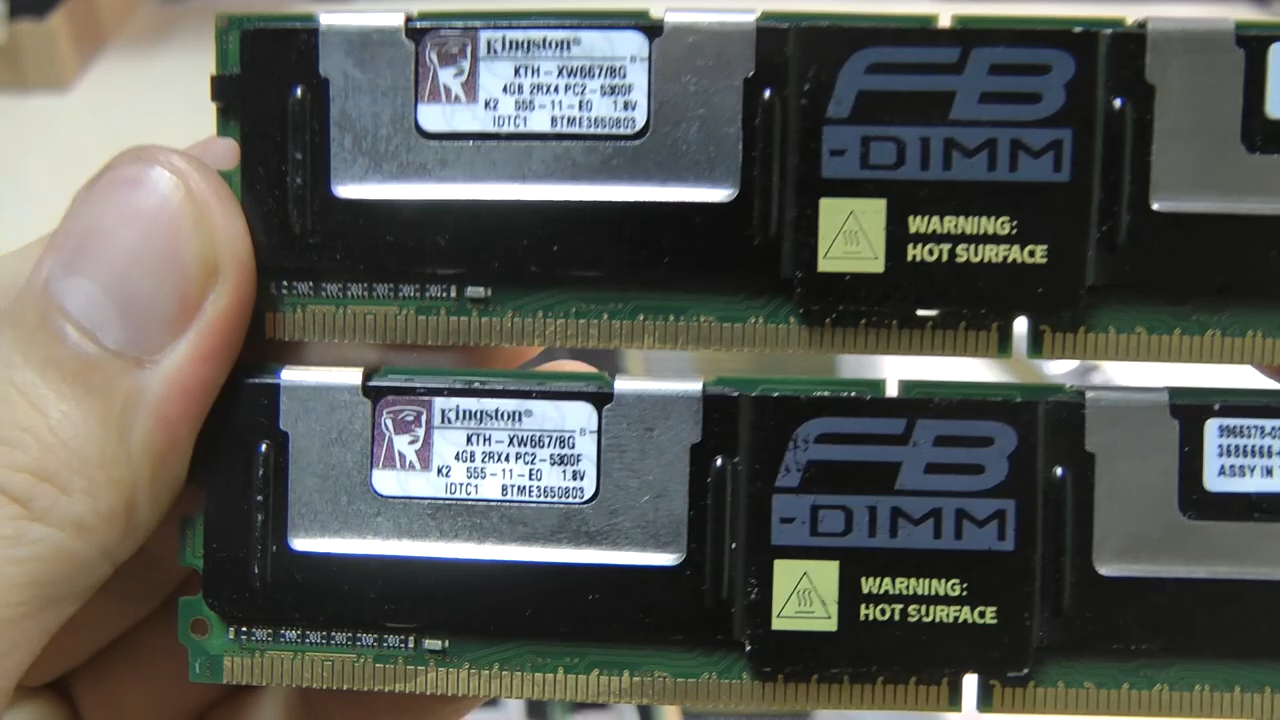 Kingston®
KTH-XW667/8G
4GB 2RX4 PC2-5300F
K2 555-11-E0 1.8V
IDTC1 BTME3650803
FB
-DIMM
WARNING:
HOT SURFACE
Kingston®
KTH-XW667/8G
4GB 2RX4 PC2-5300F
K2 555-11-E0 1.8V
IDTC1 BTME3650803
FB
-DIMM
WARNING:
HOT SURFACE
ASSY IN